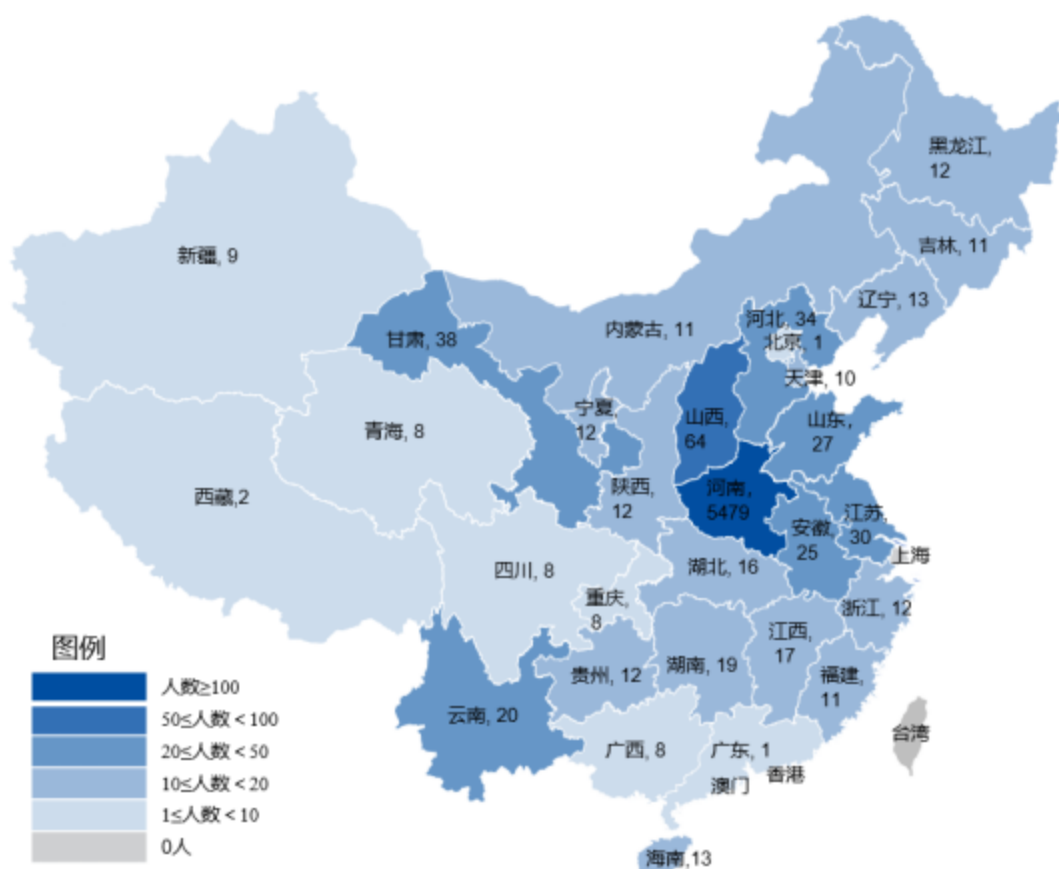 黑龙江,
12
吉林, 11
新疆, 9
辽宁, 13
河北, 34
内蒙古, 11
甘肃, 38
北京, 1
天津, 10
宁夏,
12
山西,
64
山东,
27
青海, 8
陕西,
12
河南,
5479
西藏,2
江苏,
30
安徽,
25
上海
四川, 8
湖北, 16
重庆,
8
浙江, 12
江西,
17
湖南, 19
贵州, 12
福建,
11
云南, 20
台湾
广西, 8
广东, 1
香港
澳门
海南,13
图例
人数≥100
50≤人数<100
20≤人数<50
10≤人数<20
1≤人数<10
0人